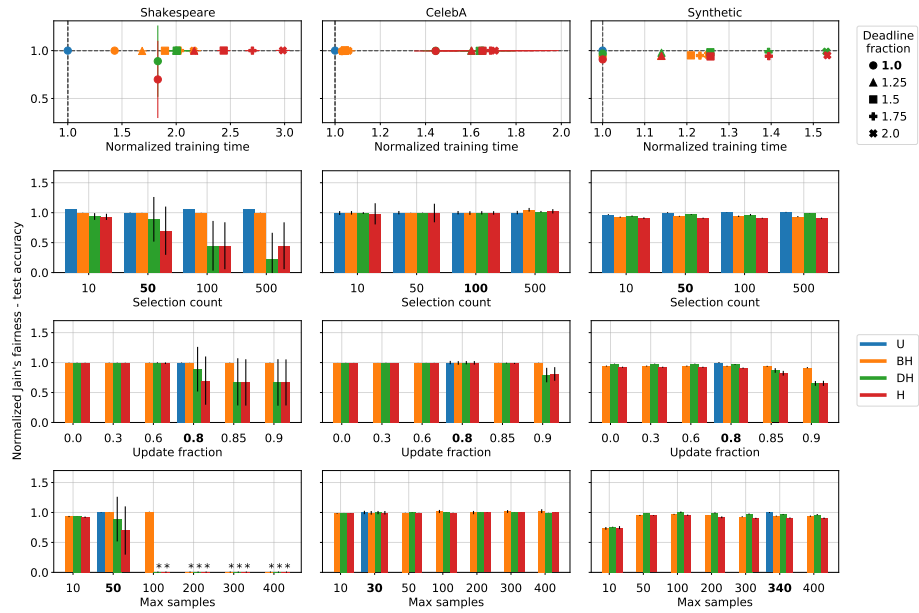 Shakespeare
CelebA
Synthetic
1.0
0.5
1.0 1.5 2.0 2.5 3.0
Normalized training time
1.0 1.2 1.4 1.6 1.8 2.0
Normalized training time
1.0 1.1 1.2 1.3 1.4 1.5
Normalized training time
Deadline
fraction
1.0
1.25
1.5
1.75
2.0
Normalized Jain's fairness - test accuracy
1.5
1.0
0.5
0.0
10 50 100 500
Selection count
10 50 100 500
Selection count
10 50 100 500
Selection count
1.5
1.0
0.5
0.0
0.0 0.3 0.6 0.8 0.85 0.9
Update fraction
0.0 0.3 0.6 0.8 0.85 0.9
Update fraction
0.0 0.3 0.6 0.8 0.85 0.9
Update fraction
U
BH
DH
H
1.5
1.0
0.5
0.0
** *** *** ***
10 50 100 200 300 400
Max samples
10 30 50 100 200 300 400
Max samples
10 50 100 200 300 340 400
Max samples